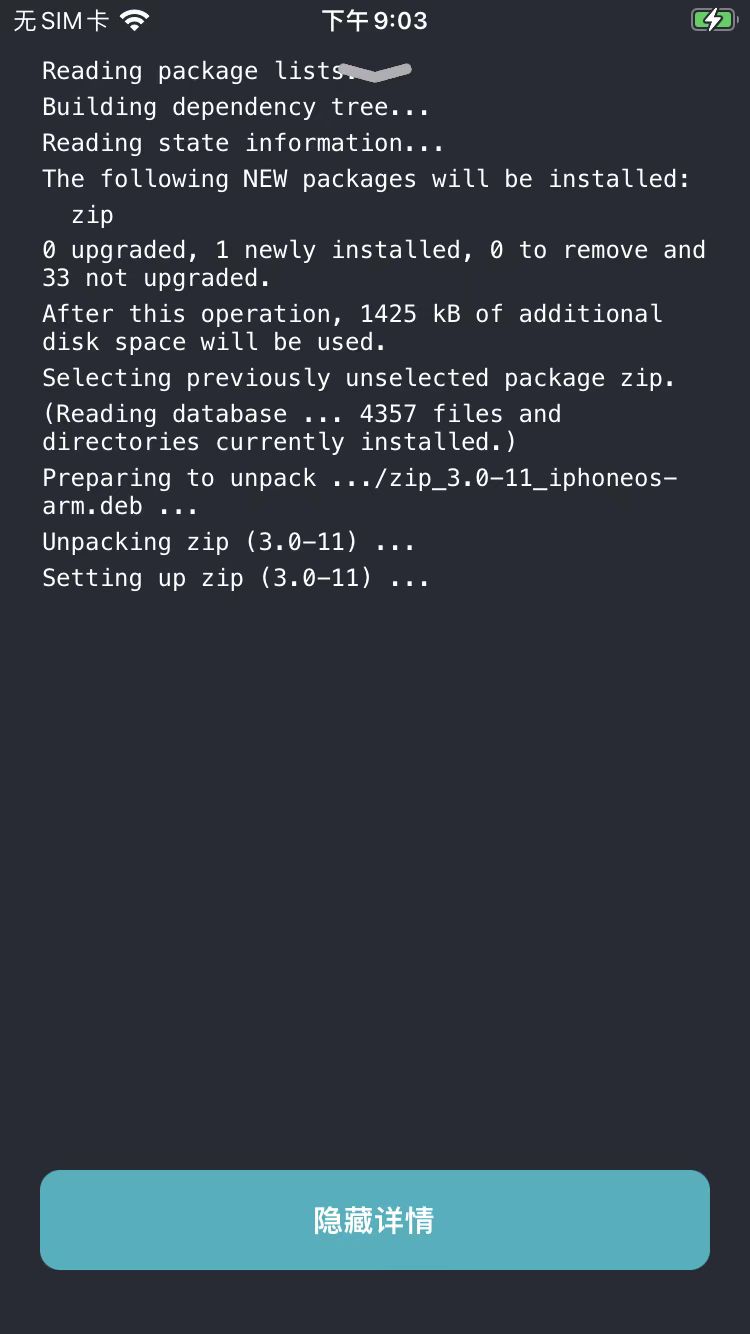 无SIM卡 下午9:03
Reading package lists
Building dependency tree...
Reading state information...
The following NEW packages will be installed:
zip
0 upgraded, 1 newly installed, 0 to remove and
33 not upgraded.
After this operation, 1425 kB of additional
disk space will be used.
Selecting previously unselected package zip.
(Reading database ... 4357 files and
directories currently installed.)
Preparing to unpack .../zip_3.0-11_iphoneos-
arm.deb ...
Unpacking zip (3.0-11) ...
Setting up zip (3.0-11) ...
隐藏详情